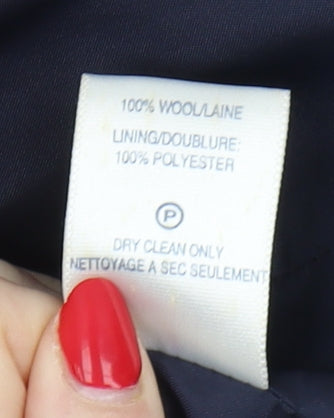 100% WOOL/LAINE
LINING/DOUBLURE:
100% POLYESTER
P
DRY CLEAN ONLY
NETTOYAGE A SEC SEULEMENT